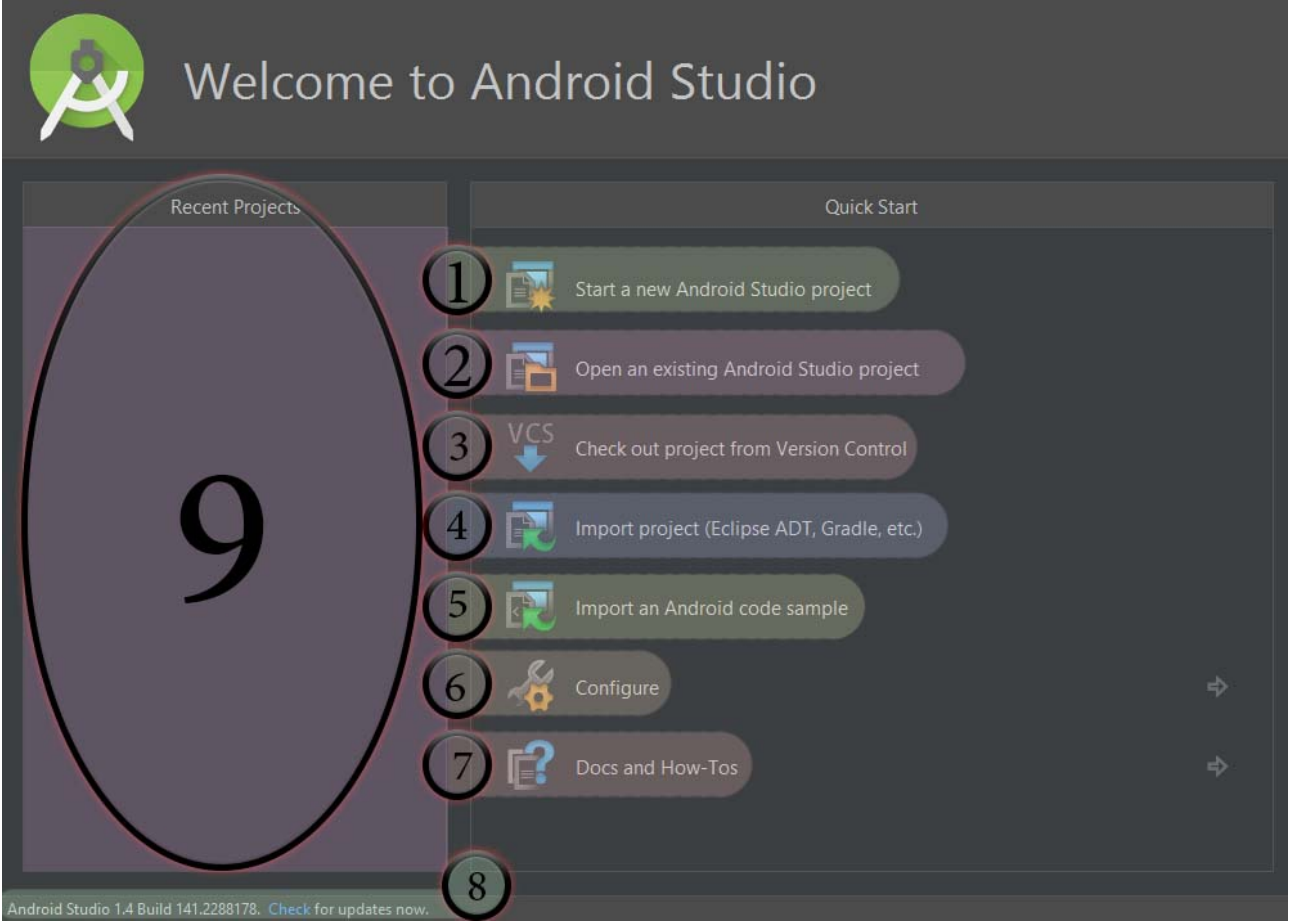 Welcome to Android Studio
Recent Projects
9
Quick Start
1 Start a new Android Studio project
2 Open an existing Android Studio project
3 VCS Check out project from Version Control
4 Import project (Eclipse ADT, Gradle, etc.)
5 Import an Android code sample
6 Configure
7 Docs and How-Tos
8
Android Studio 1.4 Build 141.2288178. Check for updates now.